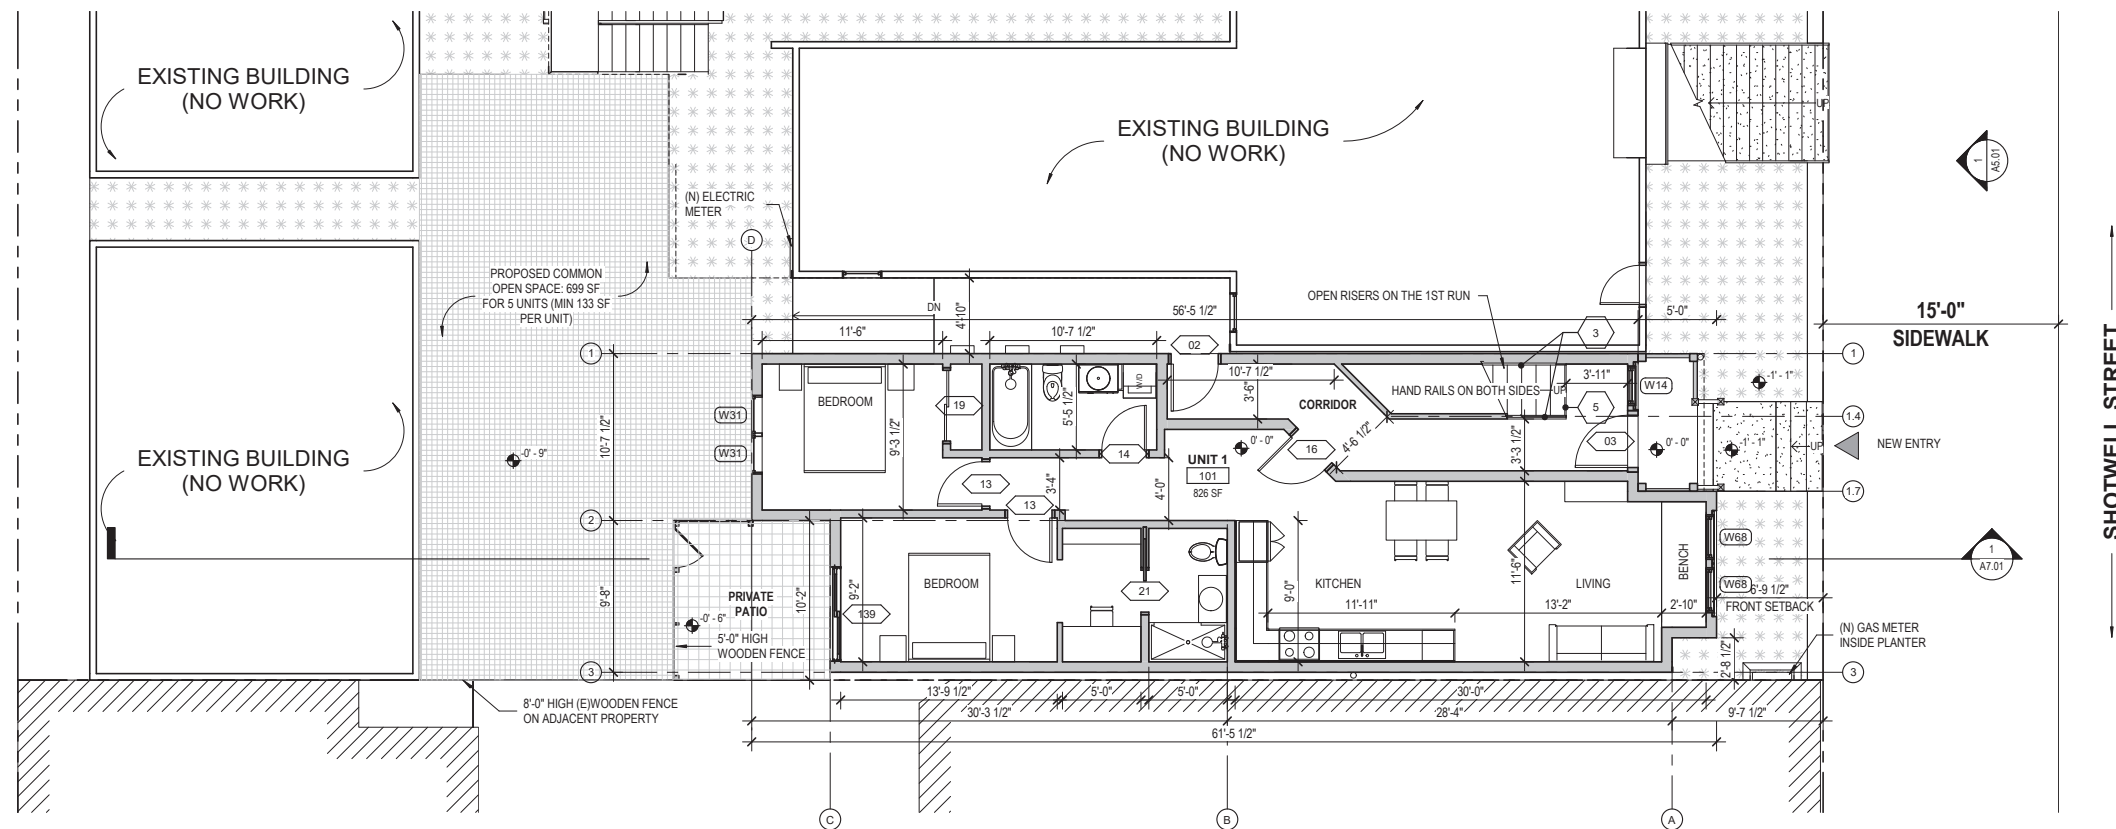 EXISTING BUILDING
(NO WORK)
EXISTING BUILDING
(NO WORK)
UP
1
A5.01
(N) ELECTRIC
METER
D
PROPOSED COMMON
OPEN SPACE: 699 SF
FOR 5 UNITS (MIN 133 SF
PER UNIT)
DN
4'-10"
56'-5 1/2"
OPEN RISERS ON THE 1ST RUN
5'-0"
15'-0"
SIDEWALK
SHOTWELL STREET
11'-6"
10'-7 1/2"
02
3
1
1
BEDROOM
19
W/D
10'-7 1/2"
3'-6"
HAND RAILS ON BOTH SIDES
UP
3'-11"
W14
-1' - 1"
W31
W31
9'-3 1/2"
5'-5 1/2"
CORRIDOR
5
1.4
10'-7 1/2"
-0' - 9"
14
0' - 0"
16
4'-6 1/2"
3'-3 1/2"
03
0' - 0"
-1' - 1"
UP
NEW ENTRY
EXISTING BUILDING
(NO WORK)
13
13
3'-4"
4'-0"
UNIT 1
101
826 SF
1.7
2
BEDROOM
9'-2"
10'-2"
9'-8"
PRIVATE
PATIO
-0' - 6"
5'-0" HIGH
WOODEN FENCE
139
21
9'-0"
KITCHEN
11'-11"
11'-6"
LIVING
13'-2"
BENCH
2'-10"
W68
W68
6'-9 1/2"
FRONT SETBACK
1
A7.01
(N) GAS METER
INSIDE PLANTER
2'-8 1/2"
3
3
8'-0" HIGH (E)WOODEN FENCE
ON ADJACENT PROPERTY
13'-9 1/2"
5'-0"
5'-0"
30'-0"
30'-3 1/2"
28'-4"
9'-7 1/2"
61'-5 1/2"
C
B
A